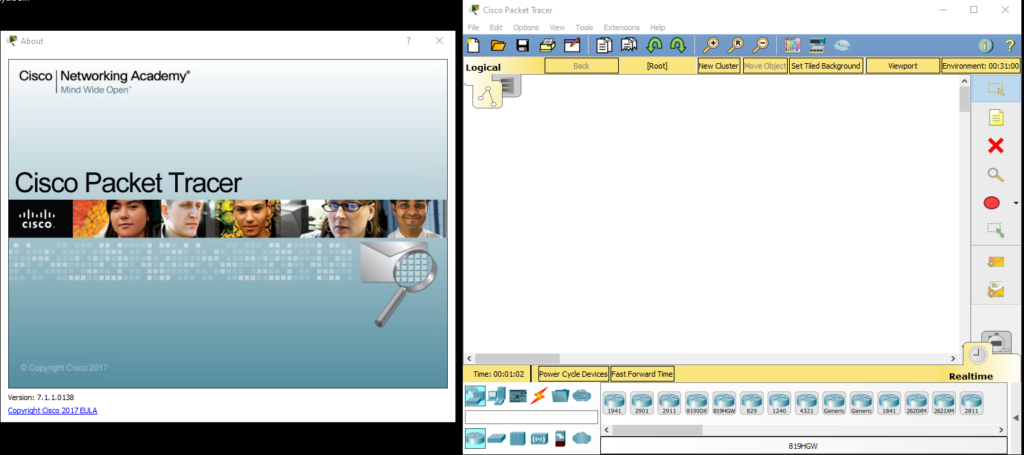 About
Cisco Networking Academy®
Mind Wide Open™
Cisco Packet Tracer
CISCO.
© Copyright Cisco 2017
Version: 7.1.1.0138
Copyright Cisco 2017 EULA
Cisco Packet Tracer
File Edit Options View Tools Extensions Help
Logical Back [Root] New Cluster Move Object Set Tiled Background Viewport Environment: 00:31:00
Time: 00:01:02 Power Cycle Devices Fast Forward Time Realtime
1941 2901 2911 819IOX 819HGW 829 1240 4321 Generic Generic 1841 2620XM 2621XM 2811
819HGW